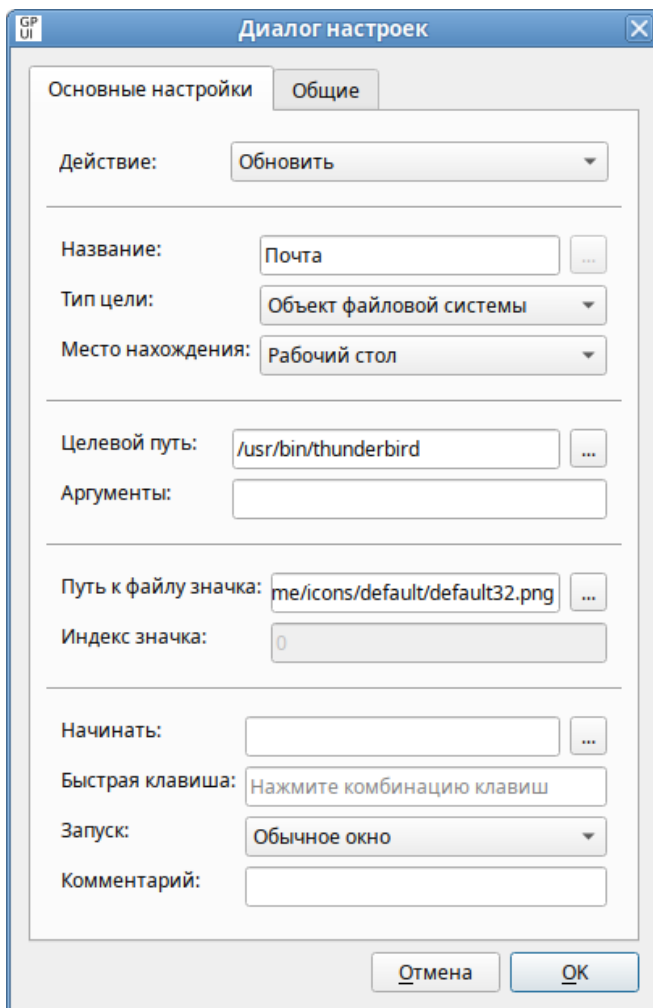 GP
UI
Диалог настроек
Основные настройки
Общие
Действие:
Обновить
Название:
Почта
...
Тип цели:
Объект файловой системы
Место нахождения:
Рабочий стол
Целевой путь:
/usr/bin/thunderbird
...
Аргументы:
Путь к файлу значка:
me/icons/default/default32.png
...
Индекс значка:
0
Начинать:
...
Быстрая клавиша:
Нажмите комбинацию клавиш
Запуск:
Обычное окно
Комментарий:
Отмена
OK